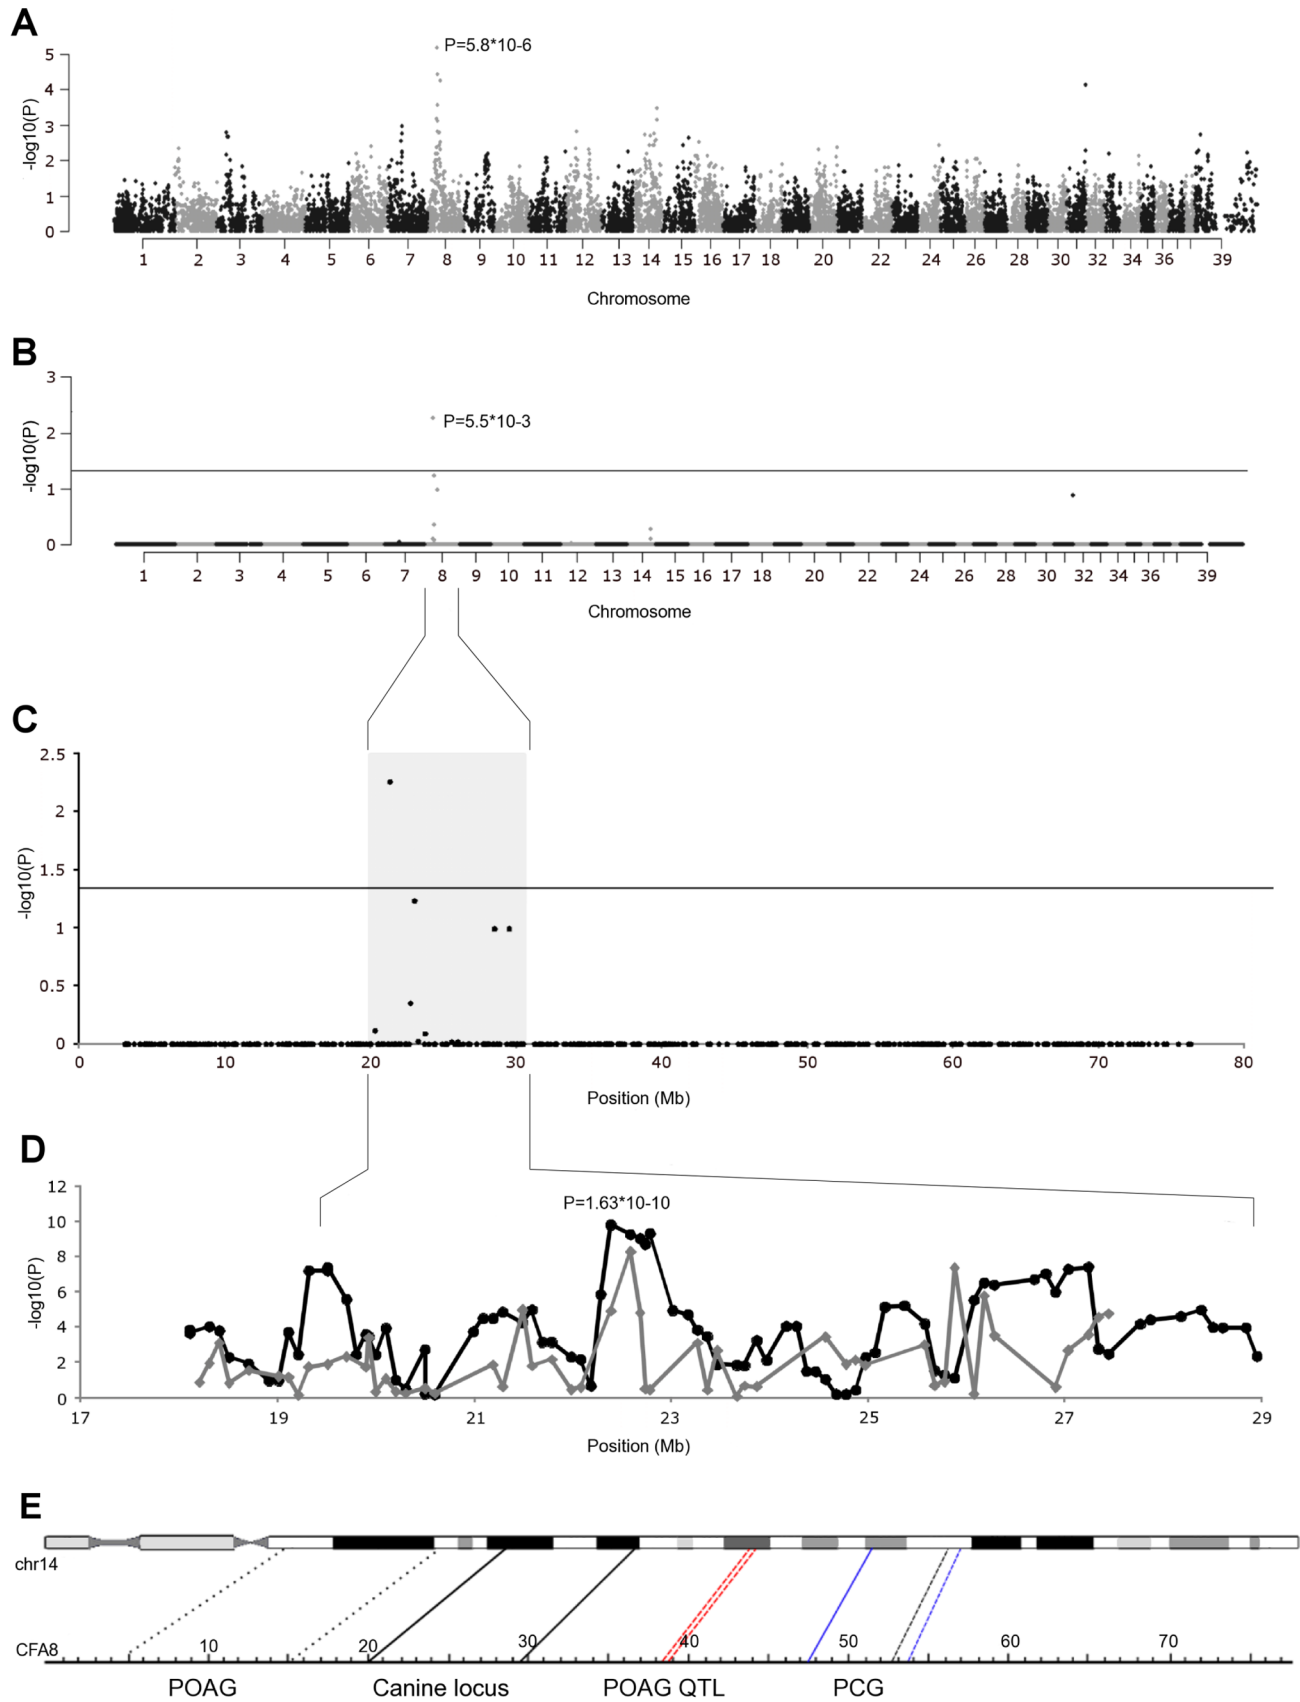 A
P=5.8*10-6
5
4
3
2
1
0
-log10(P)
1 2 3 4 5 6 7 8 9 10 11 12 13 14 15 16 17 18 20 22 24 26 28 30 32 34 36 39
Chromosome
B
3
2
1
0
-log10(P)
P=5.5*10-3
1 2 3 4 5 6 7 8 9 10 11 12 13 14 15 16 17 18 20 22 24 26 28 30 32 34 36 39
Chromosome
C
2.5
2
1.5
1
0.5
0
-log10(P)
0 10 20 30 40 50 60 70 80
Position (Mb)
D
12
10
8
6
4
2
0
-log10(P)
P=1.63*10-10
17 19 21 23 25 27 29
Position (Mb)
E
chr14
CFA8
10 20 30 40 50 60 70
POAG Canine locus POAG QTL PCG